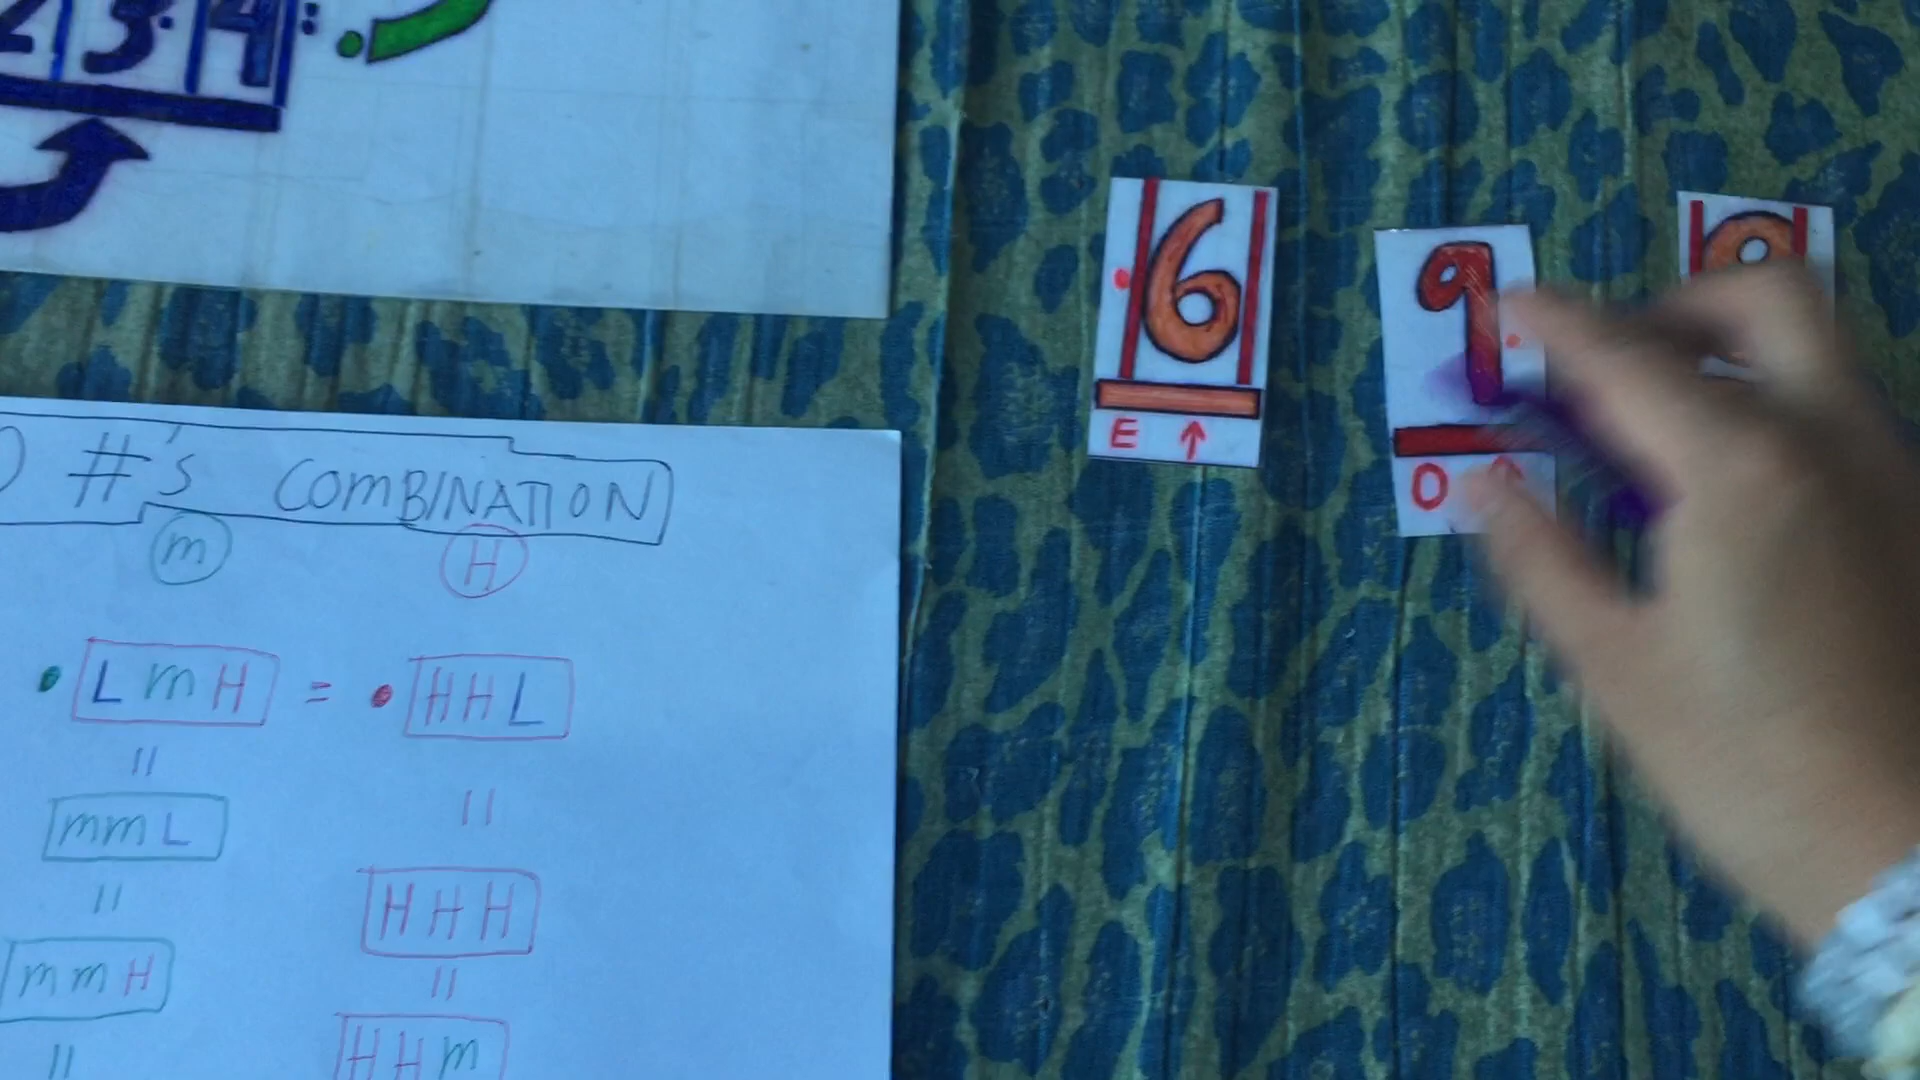 2 3 4
#'s COMBINATION
m H
LmH = HHL
=
mmL
=
HHH
mmH
=
HHm
=
6
E ↑
9
O ↑